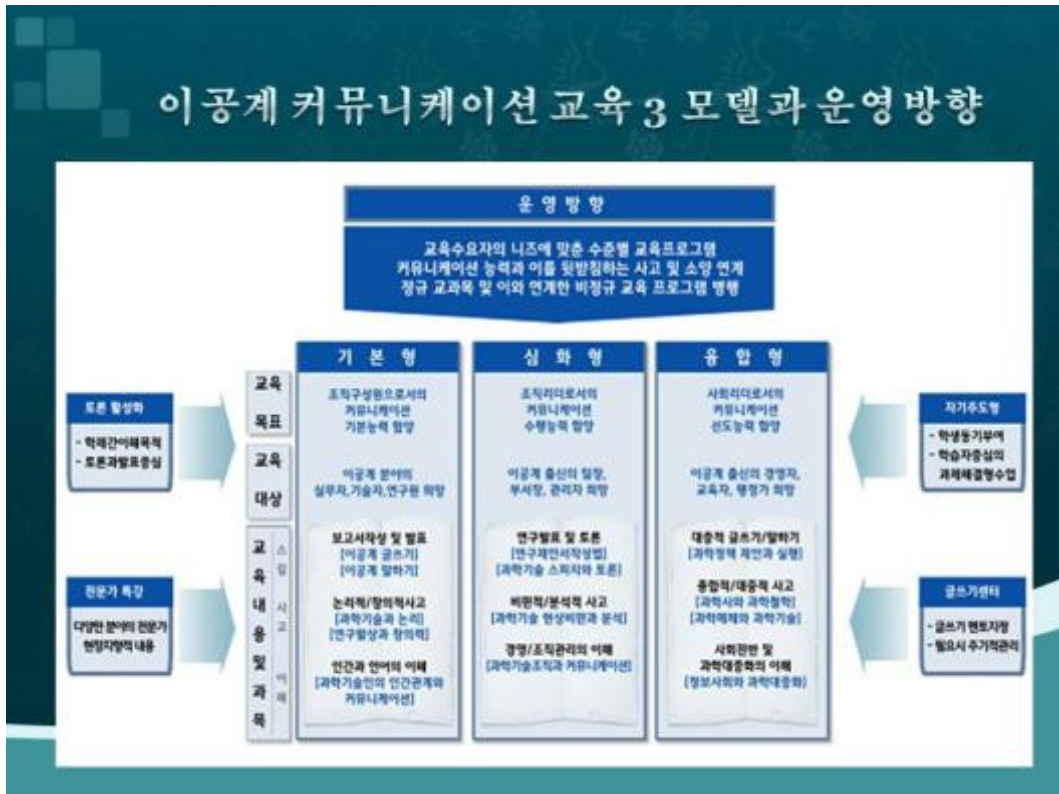 이공계 커뮤니케이션 교육 3 모델과 운영방향
운영방향
교육수요자의 니즈에 맞춘 수준별 교육프로그램
커뮤니케이션 능력과 이를 뒷받침하는 사고 및 소양 연계
정규 교과목 및 이와 연계한 비정규 교육 프로그램 병행
토론 활성화
- 학제간이해목적
- 토론과발표중심
전문가 특강
다양한 분야의 전문가
현장지향적 내용
교육
목표
교육
대상
교육내용및과목
스킬
사고
이해
기본형
조직구성원으로서의
커뮤니케이션
기본능력 함양
이공계 분야의
실무자,기술자,연구원 희망
보고서작성 및 발표
[이공계 글쓰기]
[이공계 말하기]
논리적/창의적사고
[과학기술과 논리]
[연구발상과 창의력]
인간과 언어의 이해
[과학기술인의 인간관계와
커뮤니케이션]
심화형
조직리더로서의
커뮤니케이션
수행능력 함양
이공계 출신의 팀장,
부서장, 관리자 희망
연구발표 및 토론
[연구제안서작성법]
[과학기술 스피치와 토론]
비판적/분석적 사고
[과학기술 현상비판과 분석]
경영/조직관리의 이해
[과학기술조직과 커뮤니케이션]
융합형
사회리더로서의
커뮤니케이션
선도능력 함양
이공계 출신의 경영자,
교육자, 행정가 희망
대중적 글쓰기/말하기
[과학정책 제안과 실행]
종합적/대중적 사고
[과학사와 과학철학]
[과학매체와 과학기술]
사회전반 및
과학대중화의 이해
[정보사회와 과학대중화]
자기주도형
- 학생동기부여
- 학습자중심의
과제해결형수업
글쓰기센터
- 글쓰기 멘토지정
- 필요시 주기적관리